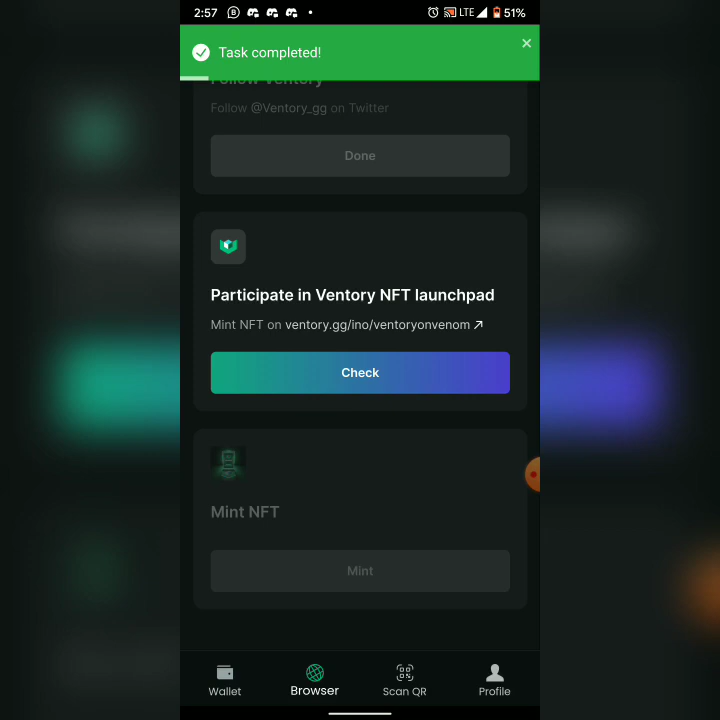 2:57
LTE
51%
Task completed!
Follow Ventory
Follow @Ventory_gg on Twitter
Done
Participate in Ventory NFT launchpad
Mint NFT on ventory.gg/ino/ventoryonvenom
Check
Mint NFT
Mint
Wallet
Browser
Scan QR
Profile